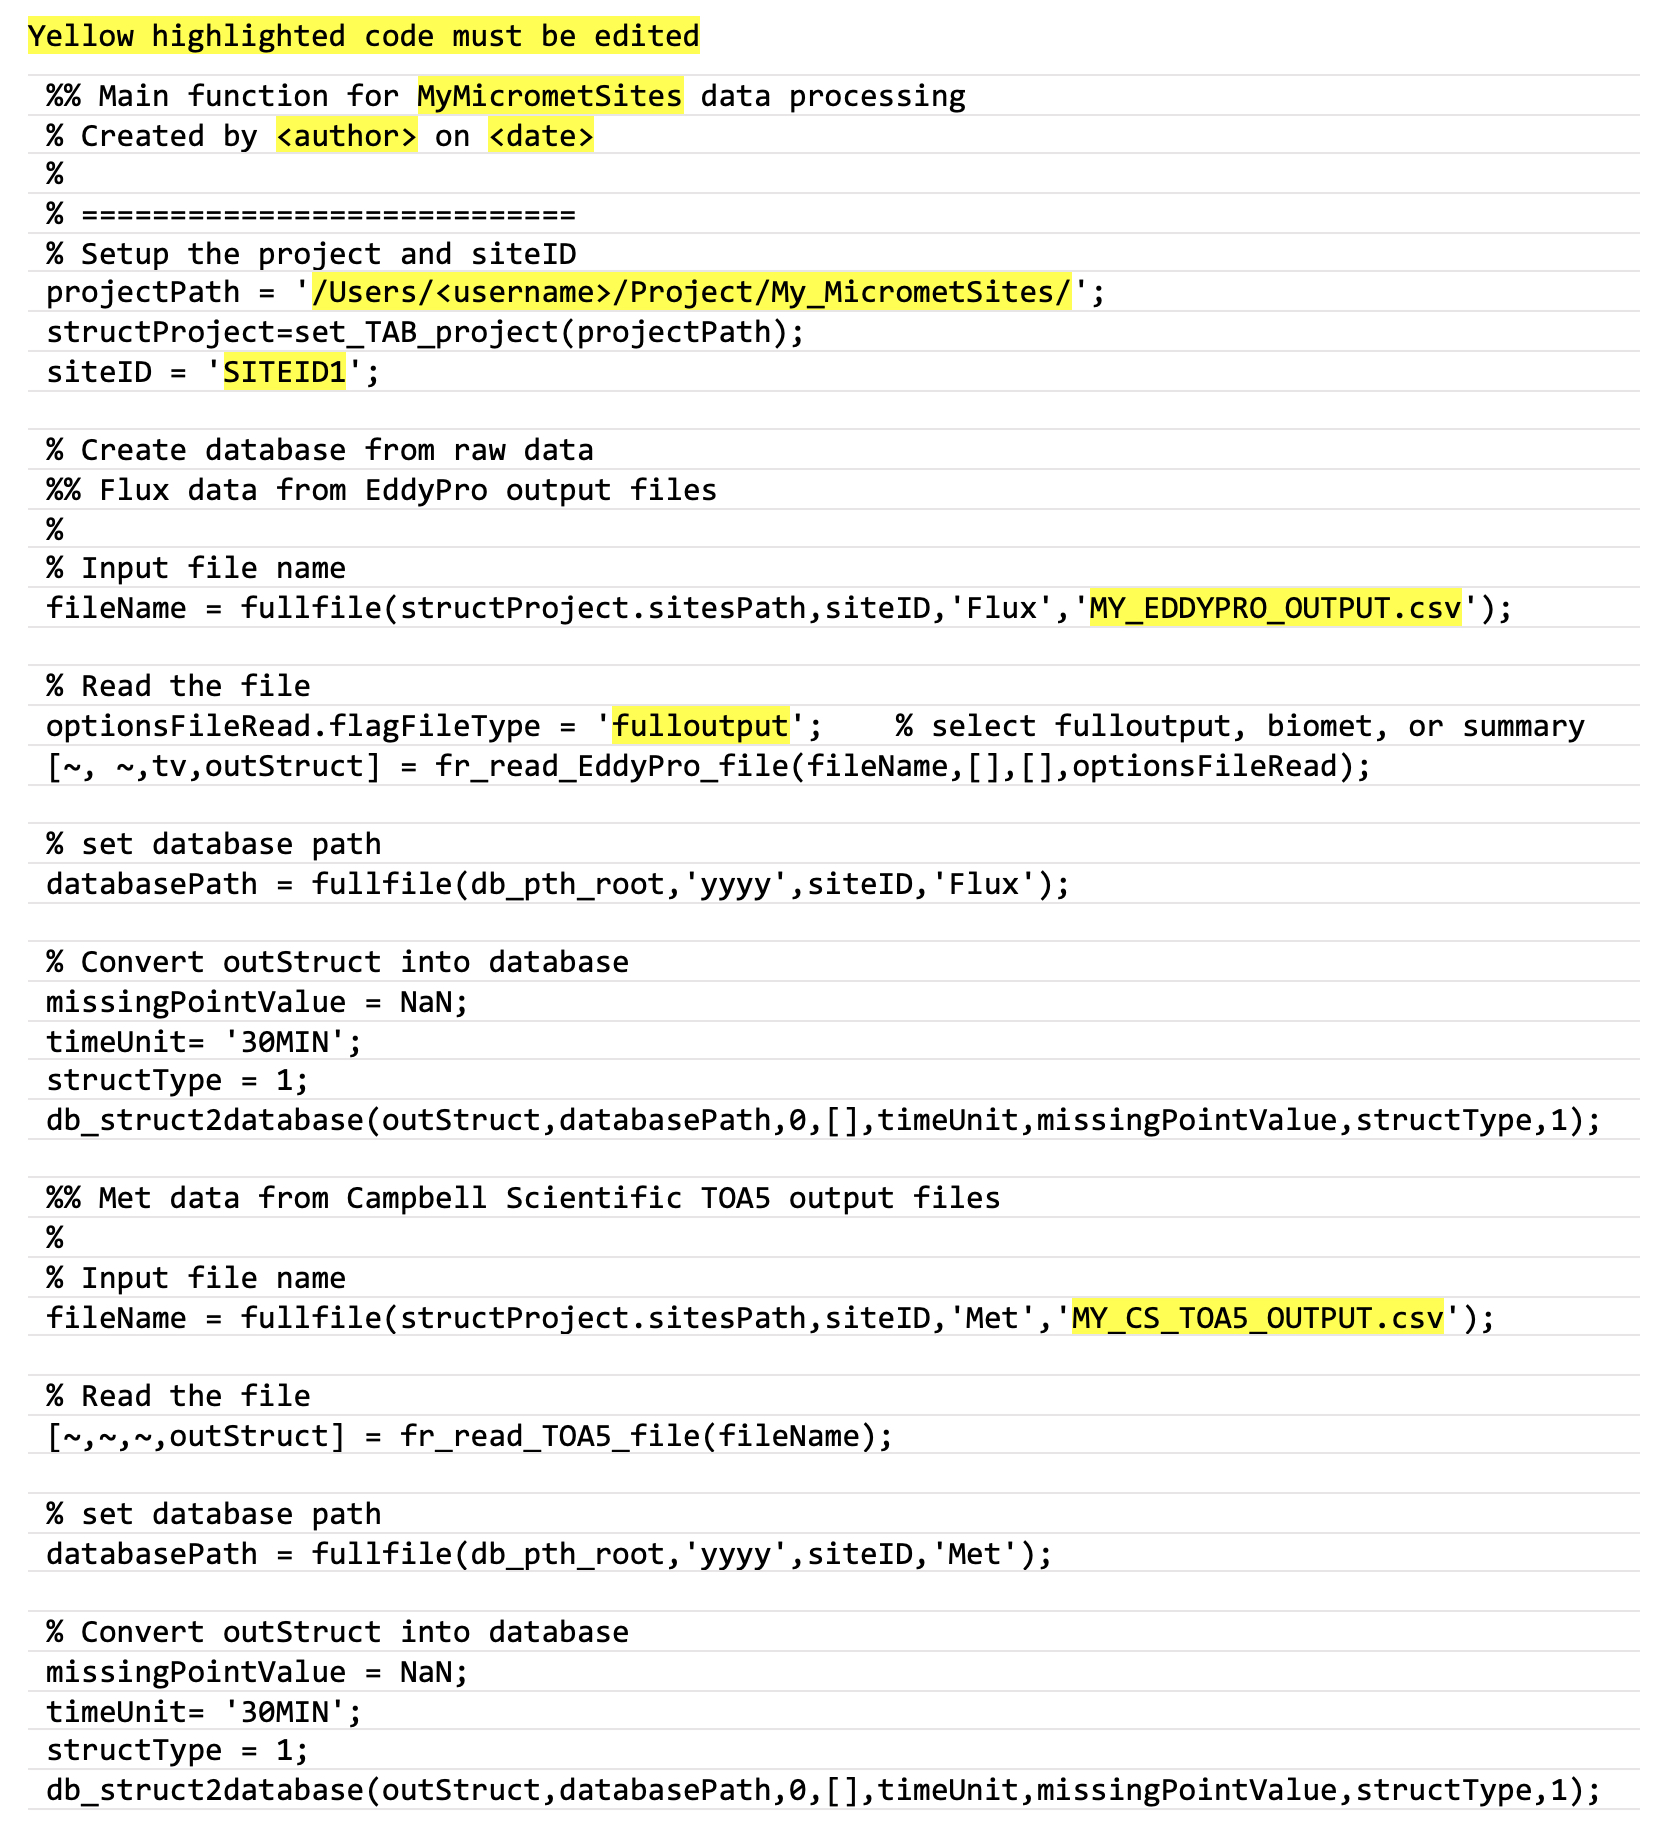 Yellow highlighted code must be edited
%% Main function for MyMicrometSites data processing
% Created by <author> on <date>
%
% ============================
% Setup the project and siteID
projectPath = '/Users/<username>/Project/My_MicrometSites/';
structProject=set_TAB_project(projectPath);
siteID = 'SITEID1';
% Create database from raw data
%% Flux data from EddyPro output files
%
% Input file name
fileName = fullfile(structProject.sitesPath,siteID,'Flux','MY_EDDYPRO_OUTPUT.csv');
% Read the file
optionsFileRead.flagFileType = 'fulloutput';    % select fulloutput, biomet, or summary
[~, ~,tv,outStruct] = fr_read_EddyPro_file(fileName,[],[],optionsFileRead);
% set database path
databasePath = fullfile(db_pth_root,'yyyy',siteID,'Flux');
% Convert outStruct into database
missingPointValue = NaN;
timeUnit= '30MIN';
structType = 1;
db_struct2database(outStruct,databasePath,0,[],timeUnit,missingPointValue,structType,1);
%% Met data from Campbell Scientific TOA5 output files
%
% Input file name
fileName = fullfile(structProject.sitesPath,siteID,'Met','MY_CS_TOA5_OUTPUT.csv');
% Read the file
[~,~,~,outStruct] = fr_read_TOA5_file(fileName);
% set database path
databasePath = fullfile(db_pth_root,'yyyy',siteID,'Met');
% Convert outStruct into database
missingPointValue = NaN;
timeUnit= '30MIN';
structType = 1;
db_struct2database(outStruct,databasePath,0,[],timeUnit,missingPointValue,structType,1);